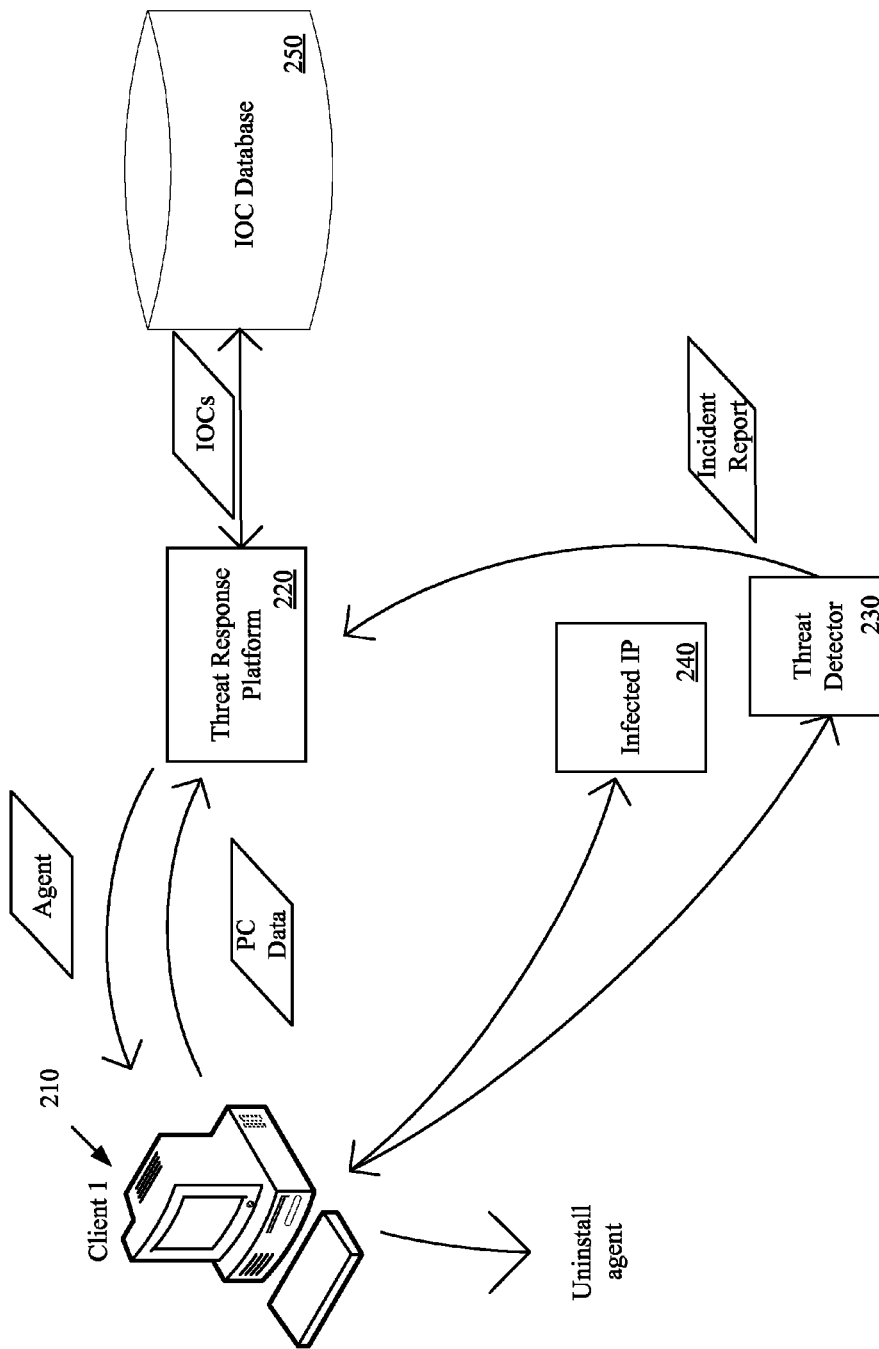 210
Client 1
Agent
PC
Data
Threat Response
Platform
220
IOCs
IOC Database
250
Uninstall
agent
Infected IP
240
Threat
Detector
230
Incident
Report